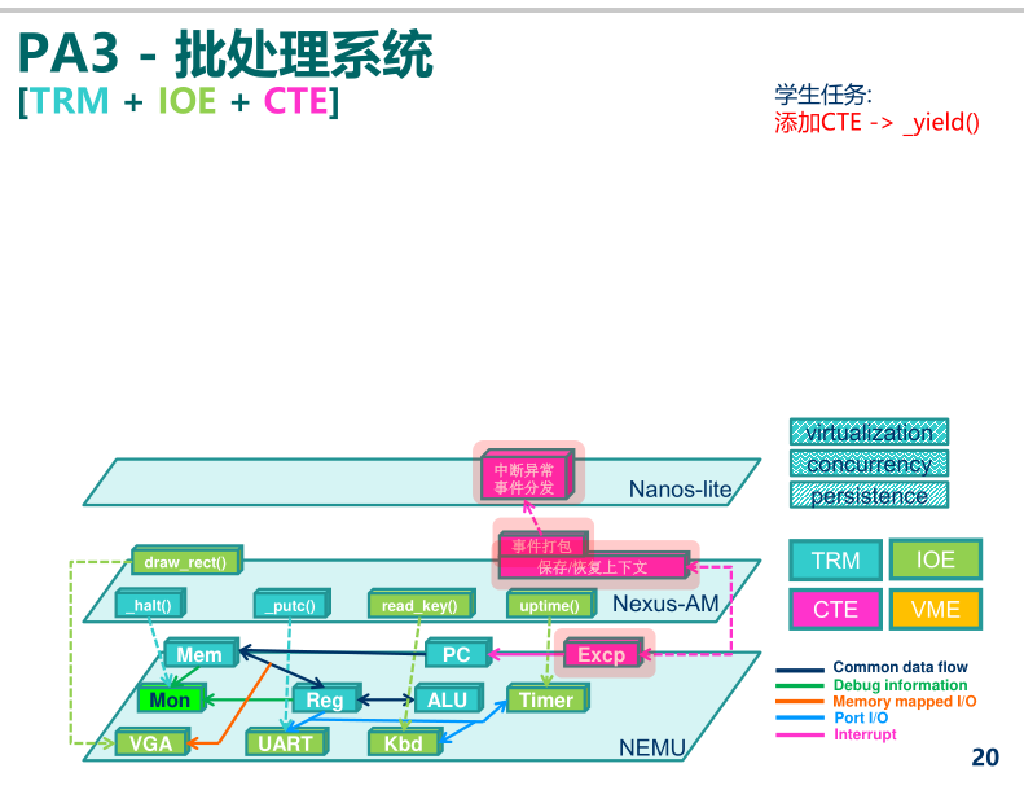 PA3 - 批处理系统
[TRM + IOE + CTE]
学生任务:
添加CTE -> _yield()
virtualization
concurrency
persistence
中断异常
事件分发
Nanos-lite
事件打包
保存/恢复上下文
draw_rect()
_halt()
_putc()
read_key()
uptime()
Nexus-AM
TRM
IOE
CTE
VME
Mem
PC
Excp
Mon
Reg
ALU
Timer
VGA
UART
Kbd
NEMU
Common data flow
Debug information
Memory mapped I/O
Port I/O
Interrupt
20